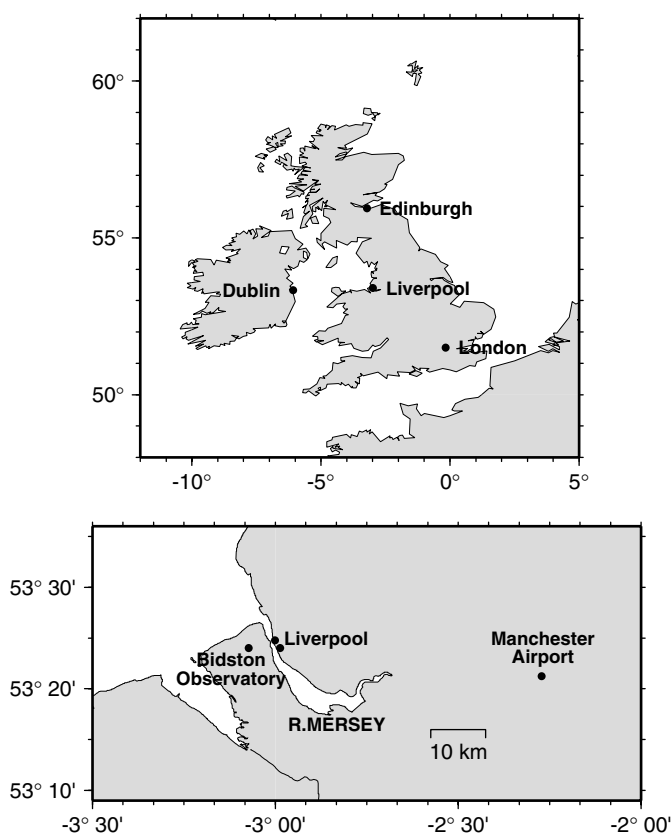 60°
55°
50°
Edinburgh
Dublin
Liverpool
London
-10°
-5°
0°
5°
53° 30'
53° 20'
53° 10'
Liverpool
Bidston
Observatory
Manchester
Airport
R.MERSEY
10 km
-3° 30'
-3° 00'
-2° 30'
-2° 00'